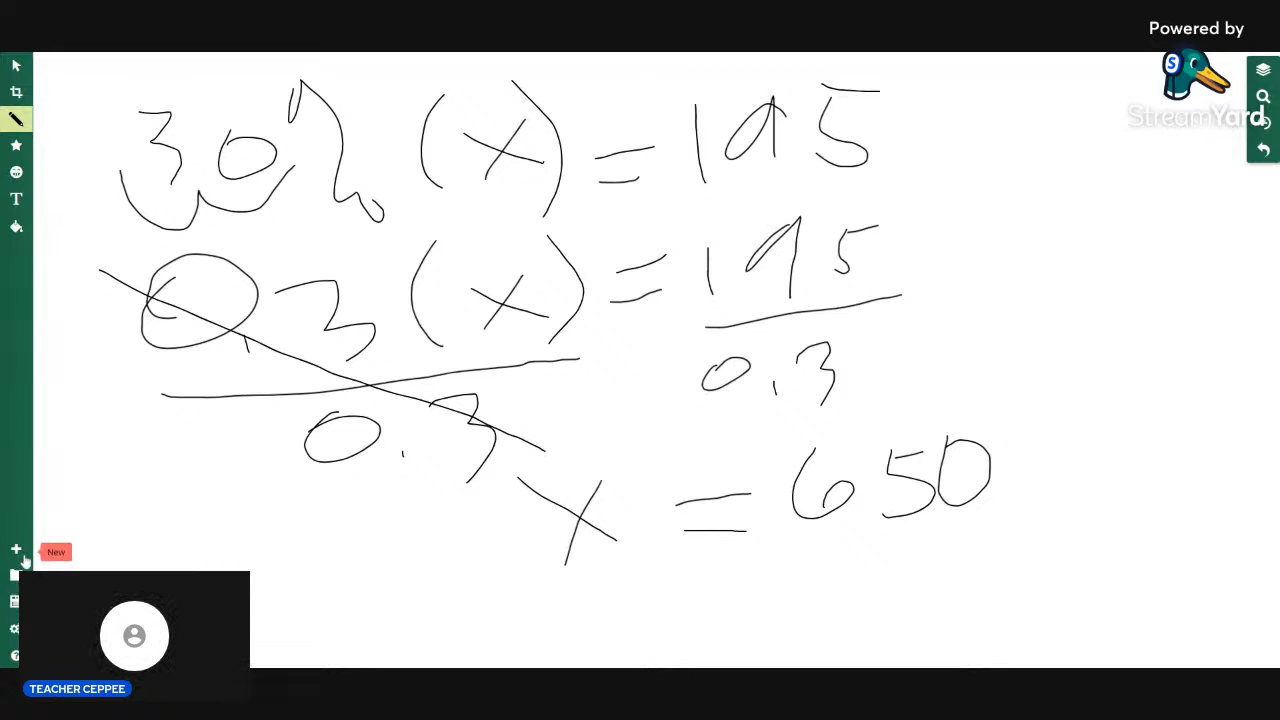 Powered by
StreamYard
30% (x) = 195
0.3 (x) = 195
0.3 0.3
x = 650
New
TEACHER CEPPEE